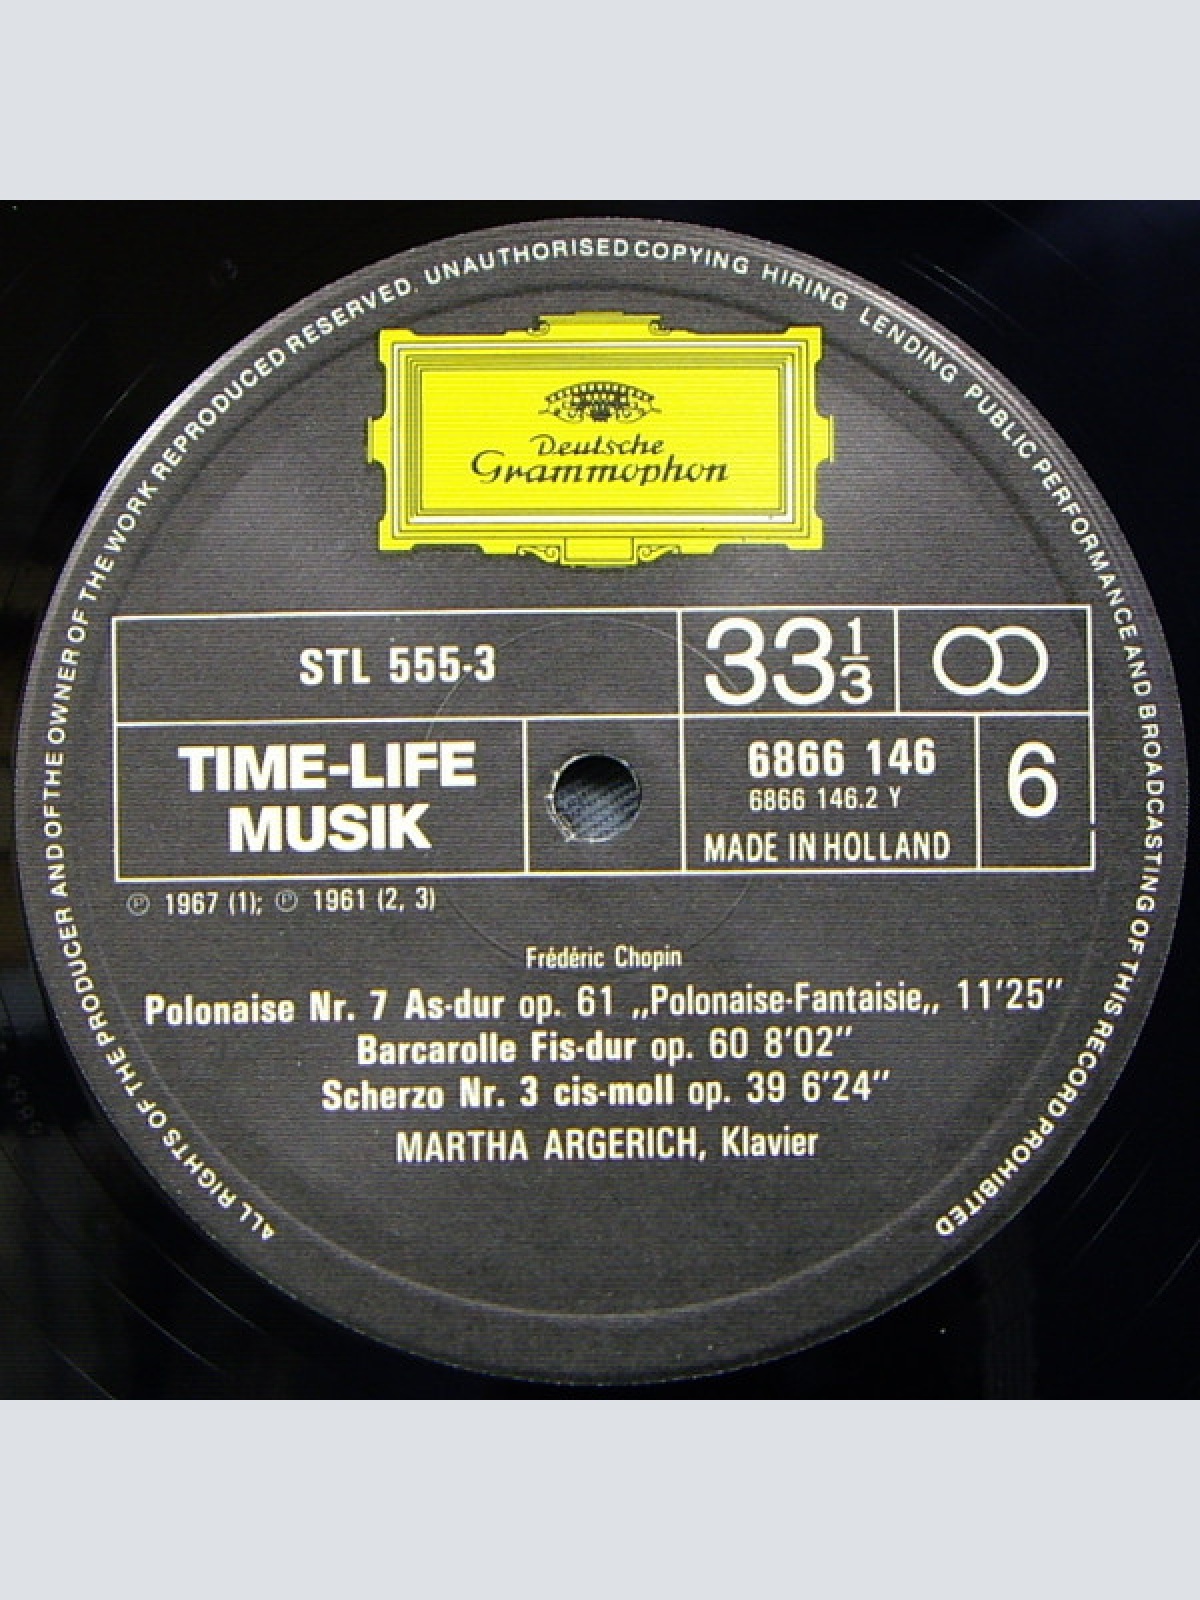 ALL RIGHTS OF THE PRODUCER AND OF THE OWNER OF THE WORK REPRODUCED RESERVED. UNAUTHORISED COPYING HIRING LENDING PUBLIC PERFORMANCE AND BROADCASTING OF THIS RECORD PROHIBITED
Deutsche
Grammophon
STL 555-3
33 1/3
TIME-LIFE
MUSIK
6866 146
6866 146.2 Y
MADE IN HOLLAND
6
℗ 1967 (1); ℗ 1961 (2, 3)
Frédéric Chopin
Polonaise Nr. 7 As-dur op. 61 „Polonaise-Fantaisie„ 11'25"
Barcarolle Fis-dur op. 60 8'02"
Scherzo Nr. 3 cis-moll op. 39 6'24"
MARTHA ARGERICH, Klavier